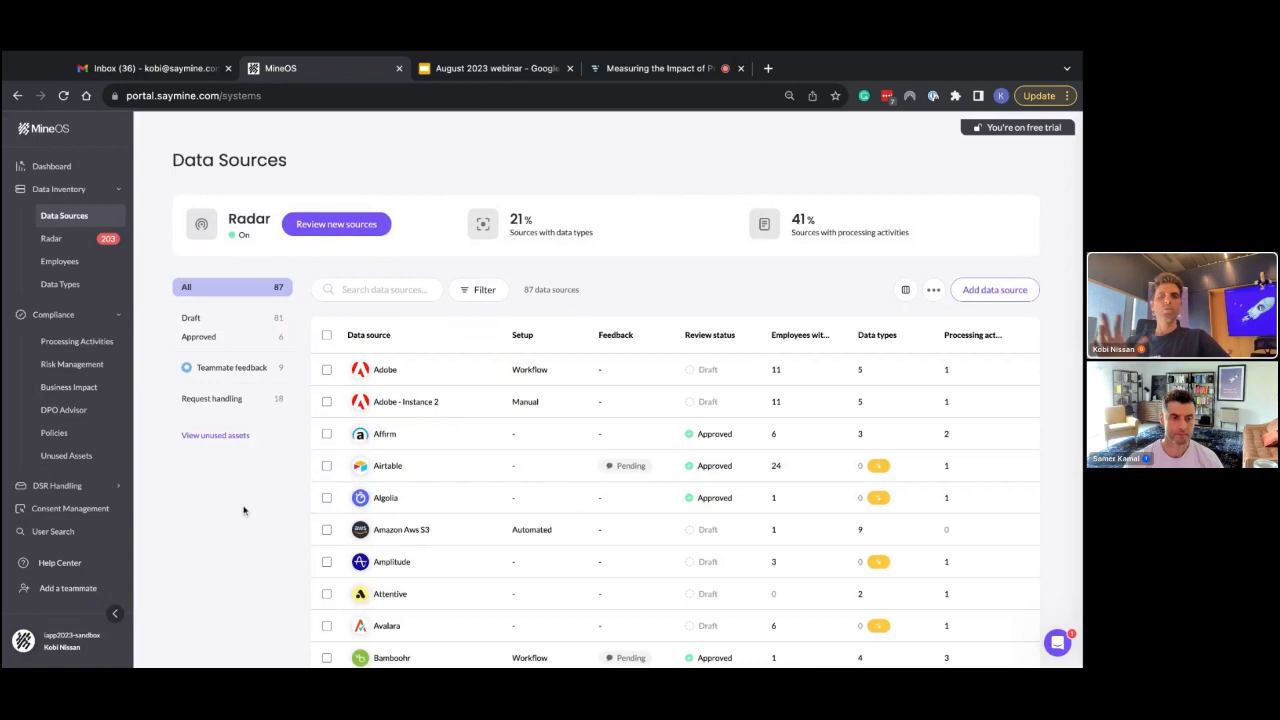 Inbox (36) - kobi@saymine.co
MineOS
August 2023 webinar - Google
Measuring the Impact of P
portal.saymine.com/systems
7
K
Update
MineOS
You're on free trial
Dashboard
Data Inventory
Data Sources
Radar 203
Employees
Data Types
Compliance
Processing Activities
Risk Management
Business Impact
DPO Advisor
Policies
Unused Assets
DSR Handling
Consent Management
User Search
Help Center
Add a teammate
iapp2023-sandbox
Kobi Nissan
Data Sources
Radar
On
Review new sources
21%
Sources with data types
41%
Sources with processing activities
All 87
Draft 81
Approved 6
Teammate feedback 9
Request handling 18
View unused assets
Search data sources...
Filter
87 data sources
Add data source
Data source Setup Feedback Review status Employees wit... Data types Processing act...
Adobe Workflow - Draft 11 5 1
Adobe - Instance 2 Manual - Draft 11 5 1
a Affirm - - Approved 6 3 2
Airtable - Pending Approved 24 0 1
Algolia - - Approved 1 0 1
aws Amazon Aws S3 Automated - Draft 1 9 0
Amplitude - - Draft 3 0 1
Attentive - - Draft 0 2 1
Avalara - - Draft 6 0 1
Bamboohr Workflow Pending Approved 1 4 3
1
Kobi Nissan
Samer Kamal